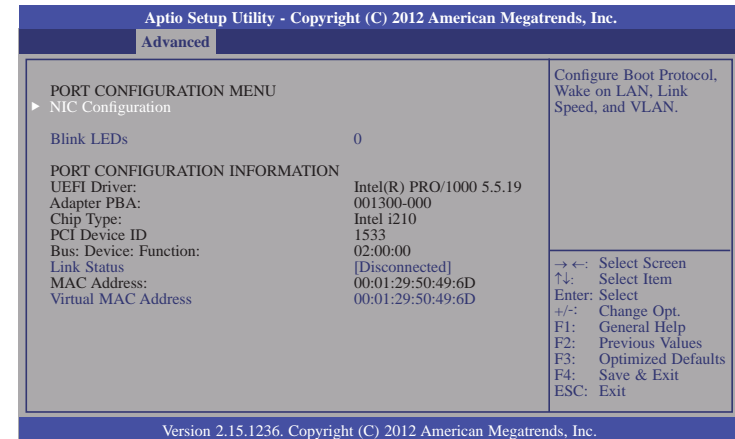 Aptio Setup Utility - Copyright (C) 2012 American Megatrends, Inc.
Advanced
PORT CONFIGURATION MENU
► NIC Configuration
Blink LEDs 0
PORT CONFIGURATION INFORMATION
UEFI Driver: Intel(R) PRO/1000 5.5.19
Adapter PBA: 001300-000
Chip Type: Intel i210
PCI Device ID 1533
Bus: Device: Function: 02:00:00
Link Status [Disconnected]
MAC Address: 00:01:29:50:49:6D
Virtual MAC Address 00:01:29:50:49:6D
Configure Boot Protocol,
Wake on LAN, Link
Speed, and VLAN.
→←: Select Screen
↑↓: Select Item
Enter: Select
+/-: Change Opt.
F1: General Help
F2: Previous Values
F3: Optimized Defaults
F4: Save & Exit
ESC: Exit
Version 2.15.1236. Copyright (C) 2012 American Megatrends, Inc.